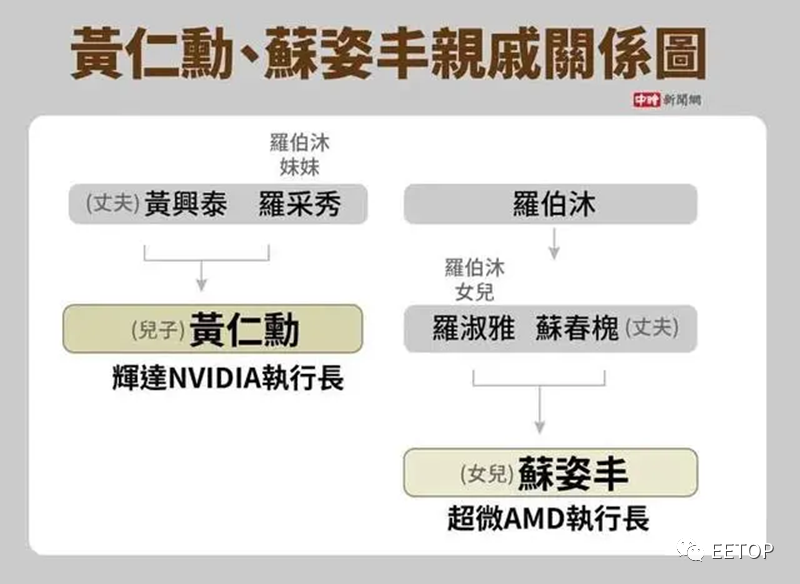 黃仁勳、蘇姿丰親戚關係圖
中時 新聞網
羅伯沐
妹妹
(丈夫) 黃興泰 羅采秀
羅伯沐
羅伯沐
女兒
羅淑雅 蘇春槐 (丈夫)
(兒子) 黃仁勳
輝達NVIDIA執行長
(女兒) 蘇姿丰
超微AMD執行長
EETOP